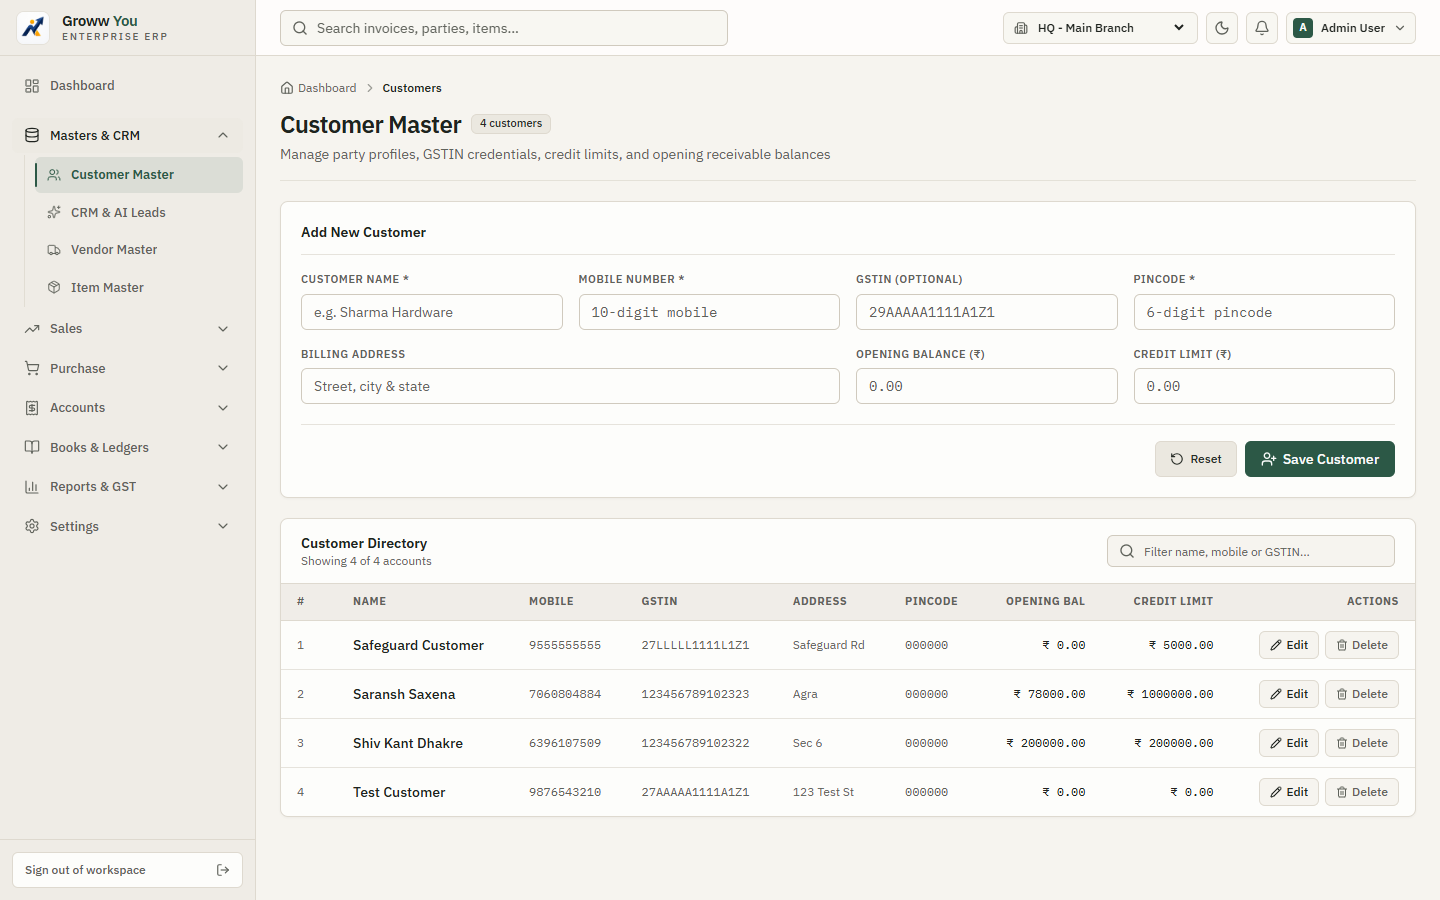 Groww You
ENTERPRISE ERP
Search invoices, parties, items...
HQ - Main Branch
A
Admin User
Dashboard
Masters & CRM
Customer Master
CRM & AI Leads
Vendor Master
Item Master
Sales
Purchase
Accounts
Books & Ledgers
Reports & GST
Settings
Sign out of workspace
Dashboard > Customers
Customer Master
4 customers
Manage party profiles, GSTIN credentials, credit limits, and opening receivable balances
Add New Customer
CUSTOMER NAME * MOBILE NUMBER * GSTIN (OPTIONAL) PINCODE *
e.g. Sharma Hardware 10-digit mobile 29AAAAA1111A1Z1 6-digit pincode
BILLING ADDRESS OPENING BALANCE (₹) CREDIT LIMIT (₹)
Street, city & state 0.00 0.00
Reset Save Customer
Customer Directory
Showing 4 of 4 accounts
Filter name, mobile or GSTIN...
# NAME MOBILE GSTIN ADDRESS PINCODE OPENING BAL CREDIT LIMIT ACTIONS
1 Safeguard Customer 9555555555 27LLLLL1111L1Z1 Safeguard Rd 000000 ₹ 0.00 ₹ 5000.00 Edit Delete
2 Saransh Saxena 7060804884 123456789102323 Agra 000000 ₹ 78000.00 ₹ 1000000.00 Edit Delete
3 Shiv Kant Dhakre 6396107509 123456789102322 Sec 6 000000 ₹ 200000.00 ₹ 200000.00 Edit Delete
4 Test Customer 9876543210 27AAAAA1111A1Z1 123 Test St 000000 ₹ 0.00 ₹ 0.00 Edit Delete